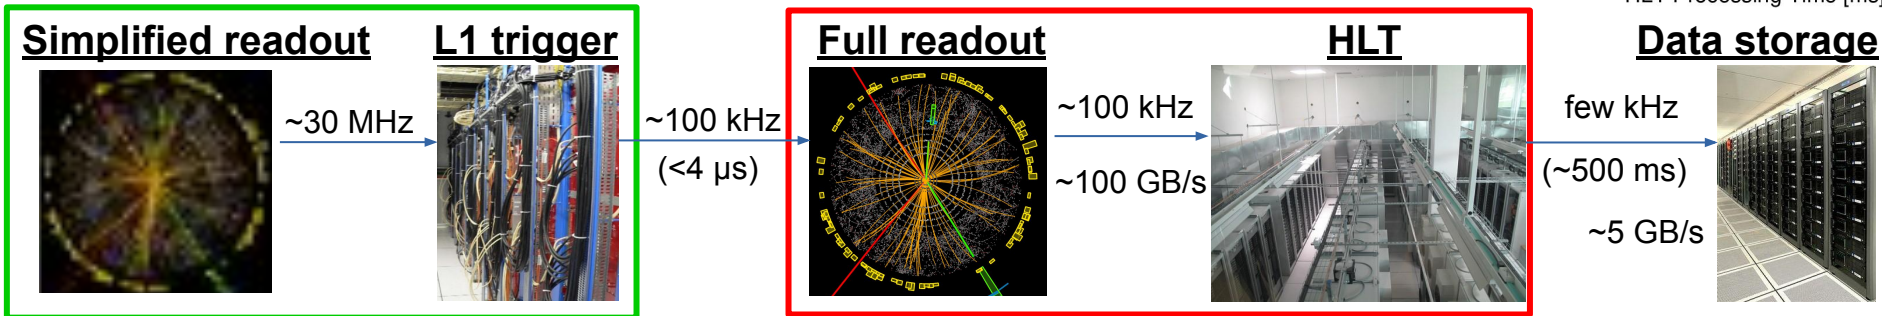 Simplified readout
~30 MHz
L1 trigger
~100 kHz
(<4 µs)
Full readout
~100 kHz
~100 GB/s
HLT
few kHz
(~500 ms)
~5 GB/s
Data storage